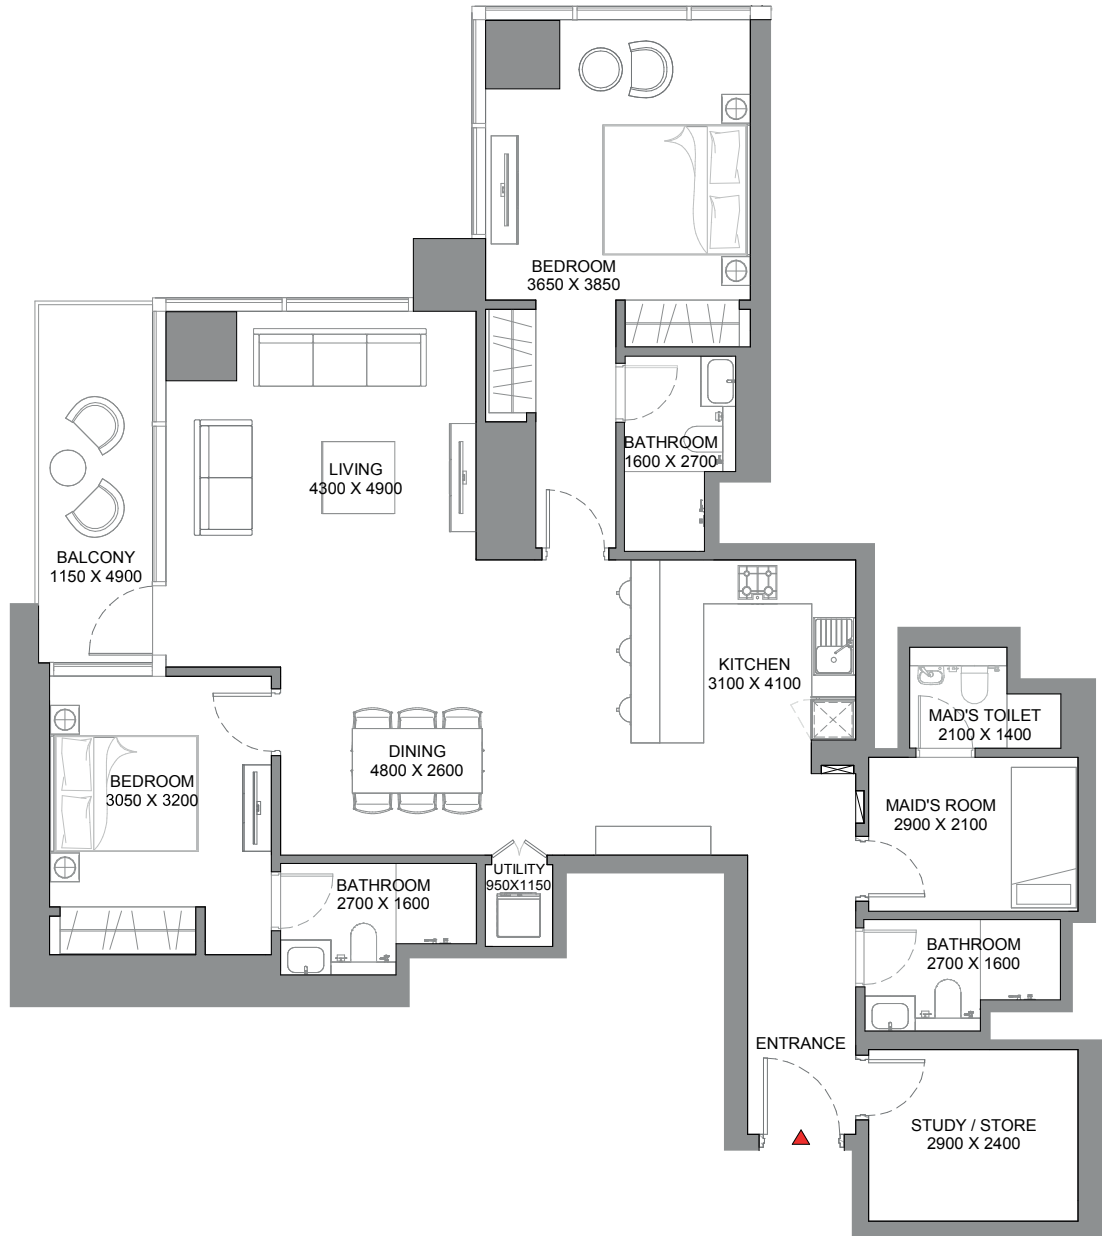 BEDROOM
3650 X 3850
BATHROOM
1600 X 2700
LIVING
4300 X 4900
BALCONY
1150 X 4900
KITCHEN
3100 X 4100
MAD'S TOILET
2100 X 1400
DINING
4800 X 2600
BEDROOM
3050 X 3200
MAID'S ROOM
2900 X 2100
UTILITY
950X1150
BATHROOM
2700 X 1600
BATHROOM
2700 X 1600
ENTRANCE
STUDY / STORE
2900 X 2400